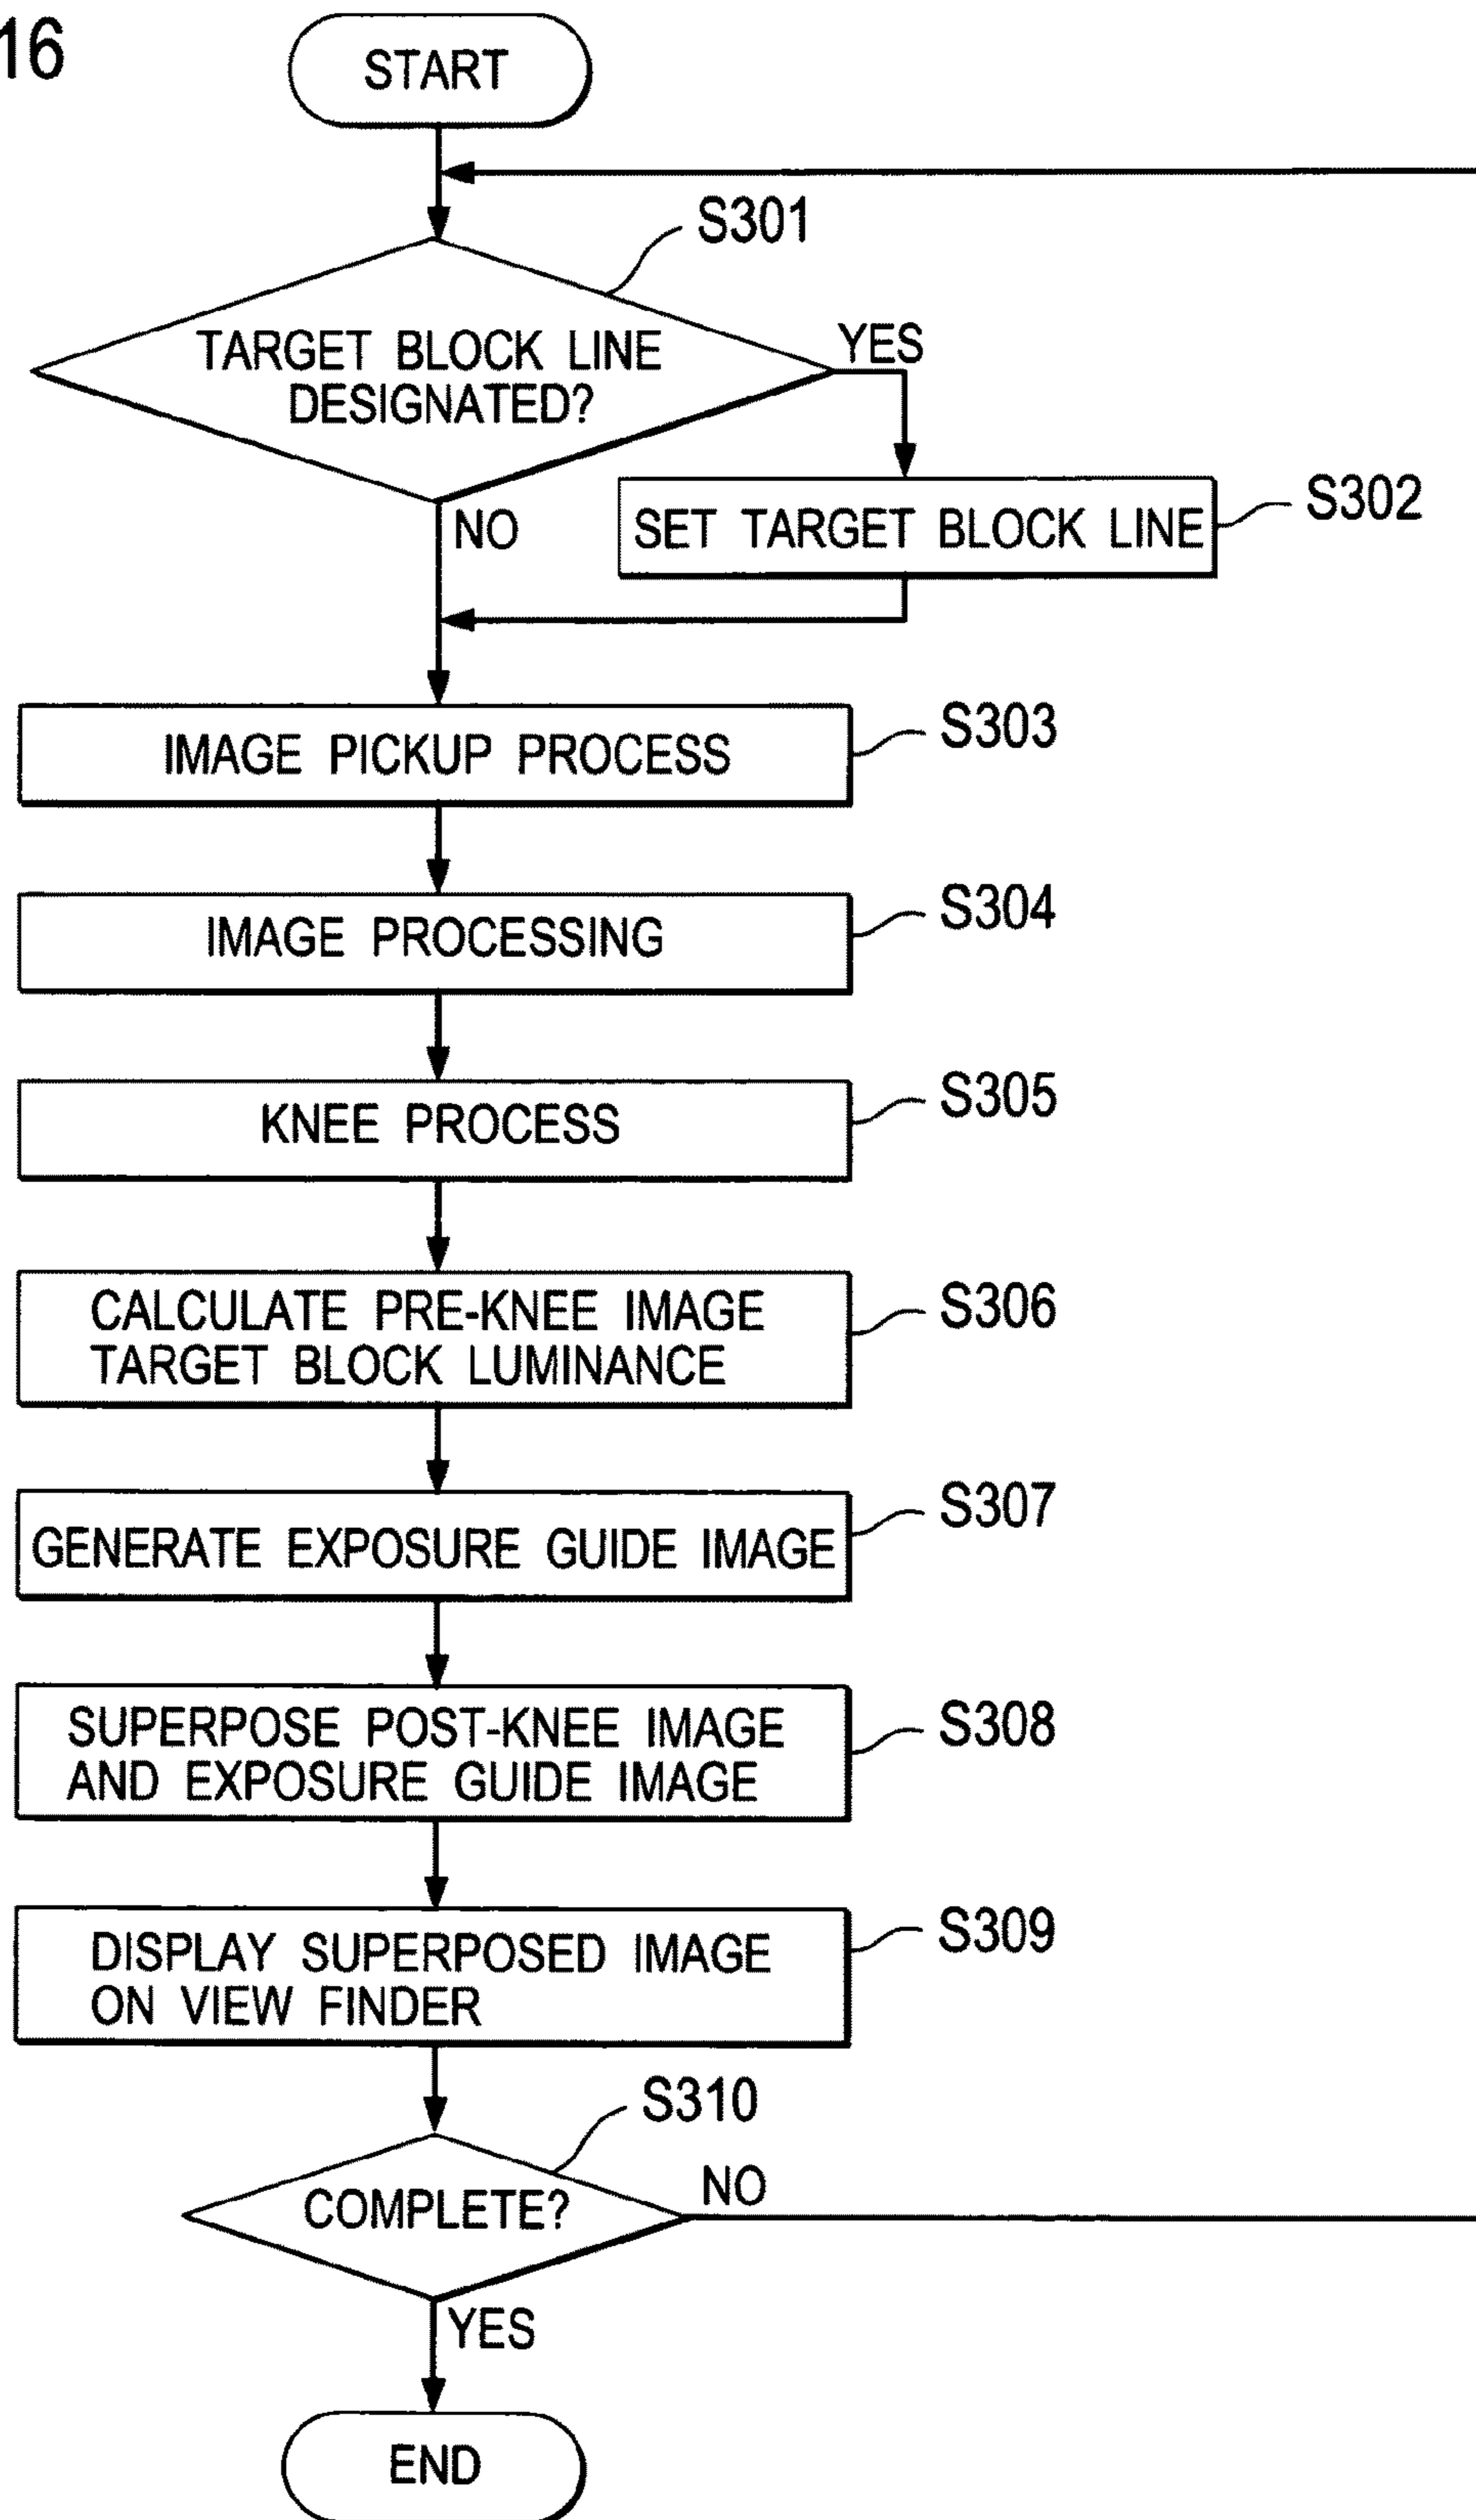 16
START
S301
TARGET BLOCK LINE
DESIGNATED?
YES
NO
SET TARGET BLOCK LINE
S302
IMAGE PICKUP PROCESS
S303
IMAGE PROCESSING
S304
KNEE PROCESS
S305
CALCULATE PRE-KNEE IMAGE
TARGET BLOCK LUMINANCE
S306
GENERATE EXPOSURE GUIDE IMAGE
S307
SUPERPOSE POST-KNEE IMAGE
AND EXPOSURE GUIDE IMAGE
S308
DISPLAY SUPERPOSED IMAGE
ON VIEW FINDER
S309
S310
COMPLETE?
NO
YES
END